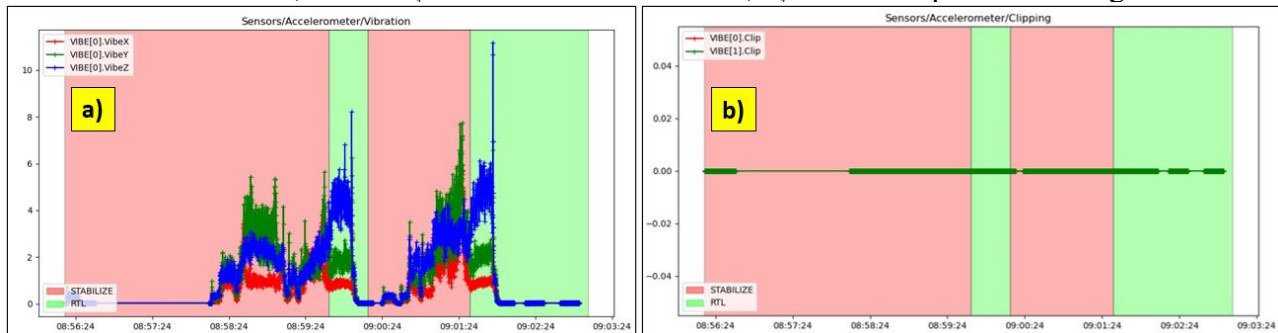 Sensors/Accelerometer/Vibration
VIBE[0].VibeX
VIBE[0].VibeY
VIBE[0].VibeZ
a)
10
8
6
4
2
0
STABILIZE
RTL
08:56:24 08:57:24 08:58:24 08:59:24 09:00:24 09:01:24 09:02:24 09:03:24
Sensors/Accelerometer/Clipping
VIBE[0].Clip
VIBE[1].Clip
b)
0.04
0.02
0.00
−0.02
−0.04
STABILIZE
RTL
08:56:24 08:57:24 08:58:24 08:59:24 09:00:24 09:01:24 09:02:24 09:03:24